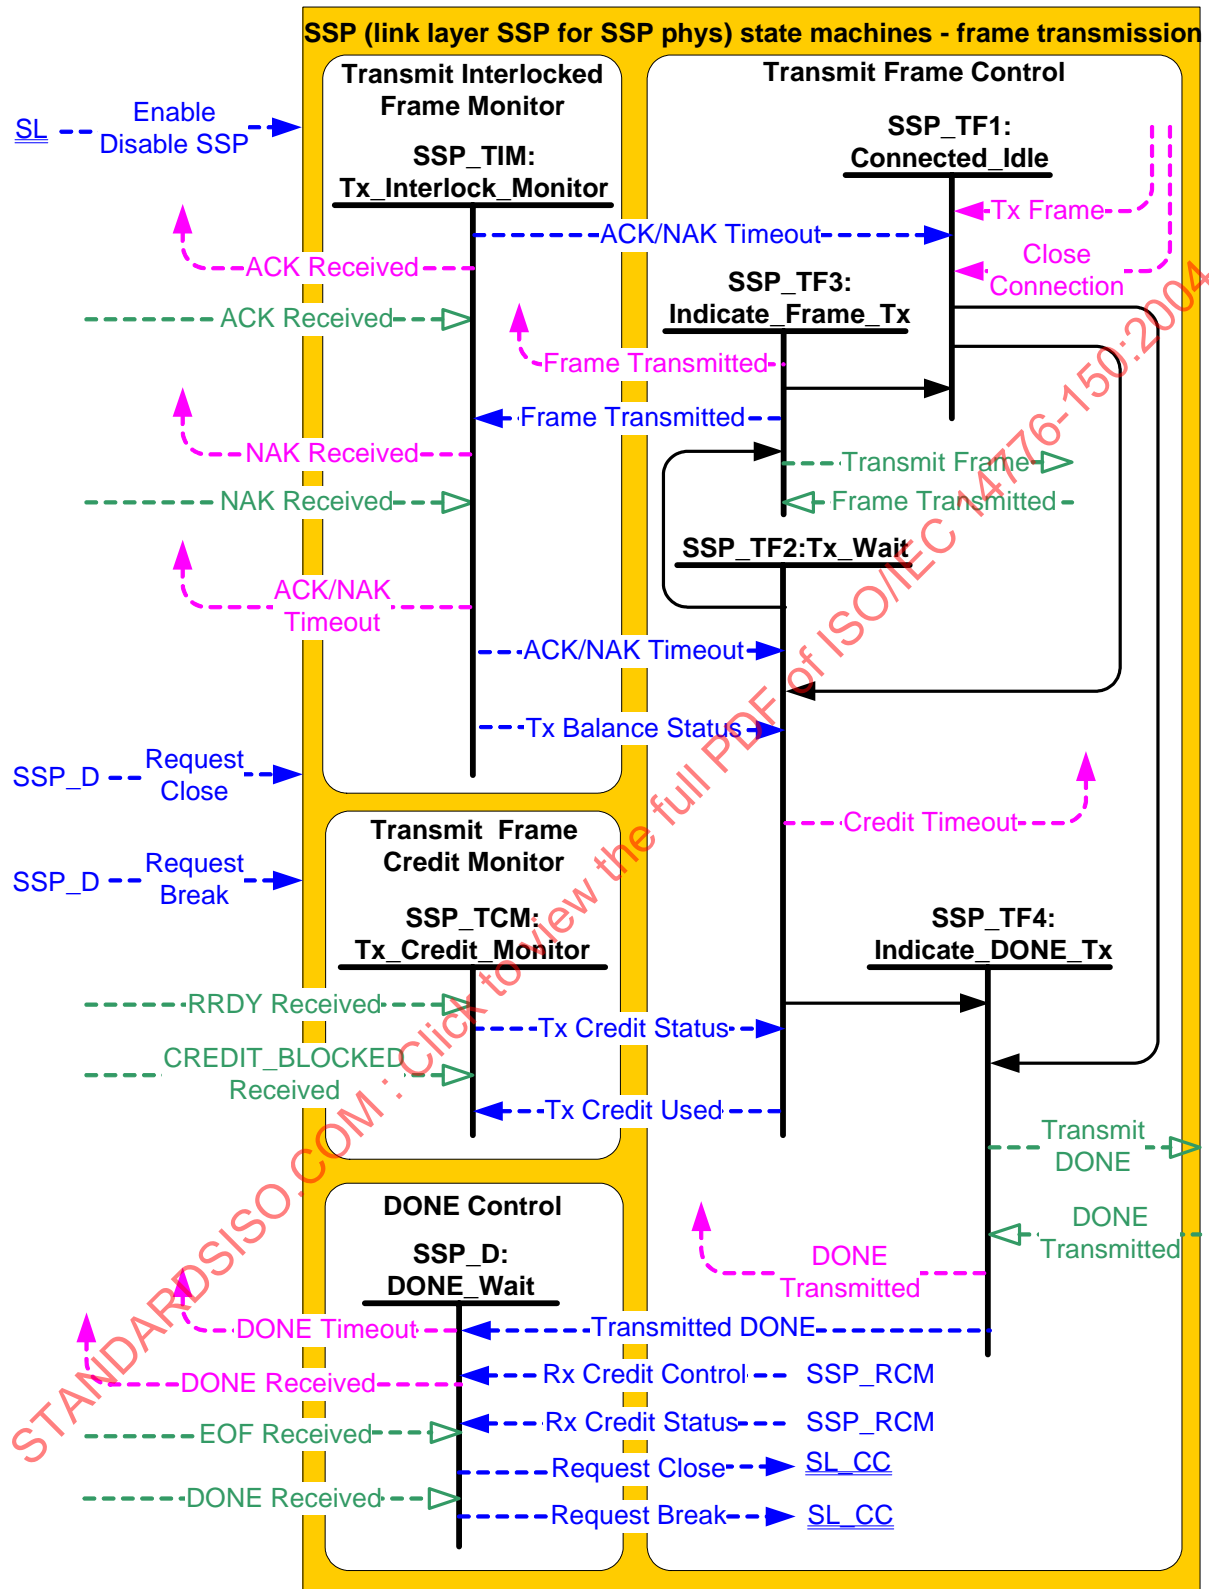 SSP (link layer SSP for SSP phys) state machines - frame transmission
Transmit Interlocked
Frame Monitor
Transmit Frame Control
SL
Enable
Disable SSP
SSP_TIM:
Tx_Interlock_Monitor
SSP_TF1:
Connected_Idle
Tx Frame
ACK/NAK Timeout
ACK Received
Close
Connection
SSP_TF3:
Indicate_Frame_Tx
ACK Received
Frame Transmitted
Frame Transmitted
NAK Received
Transmit Frame
NAK Received
Frame Transmitted
SSP_TF2:Tx_Wait
ACK/NAK
Timeout
ACK/NAK Timeout
Tx Balance Status
SSP_D
Request
Close
Credit Timeout
Transmit Frame
Credit Monitor
SSP_D
Request
Break
SSP_TCM:
Tx_Credit_Monitor
SSP_TF4:
Indicate_DONE_Tx
RRDY Received
Tx Credit Status
CREDIT_BLOCKED
Received
Tx Credit Used
Transmit
DONE
DONE Control
DONE
Transmitted
SSP_D:
DONE_Wait
DONE
Transmitted
DONE Timeout
Transmitted DONE
DONE Received
Rx Credit Control
SSP_RCM
EOF Received
Rx Credit Status
SSP_RCM
Request Close
SL_CC
DONE Received
Request Break
SL_CC
STANDARDSISO.COM : Click to view the full PDF of ISO/IEC 14776-150:2004